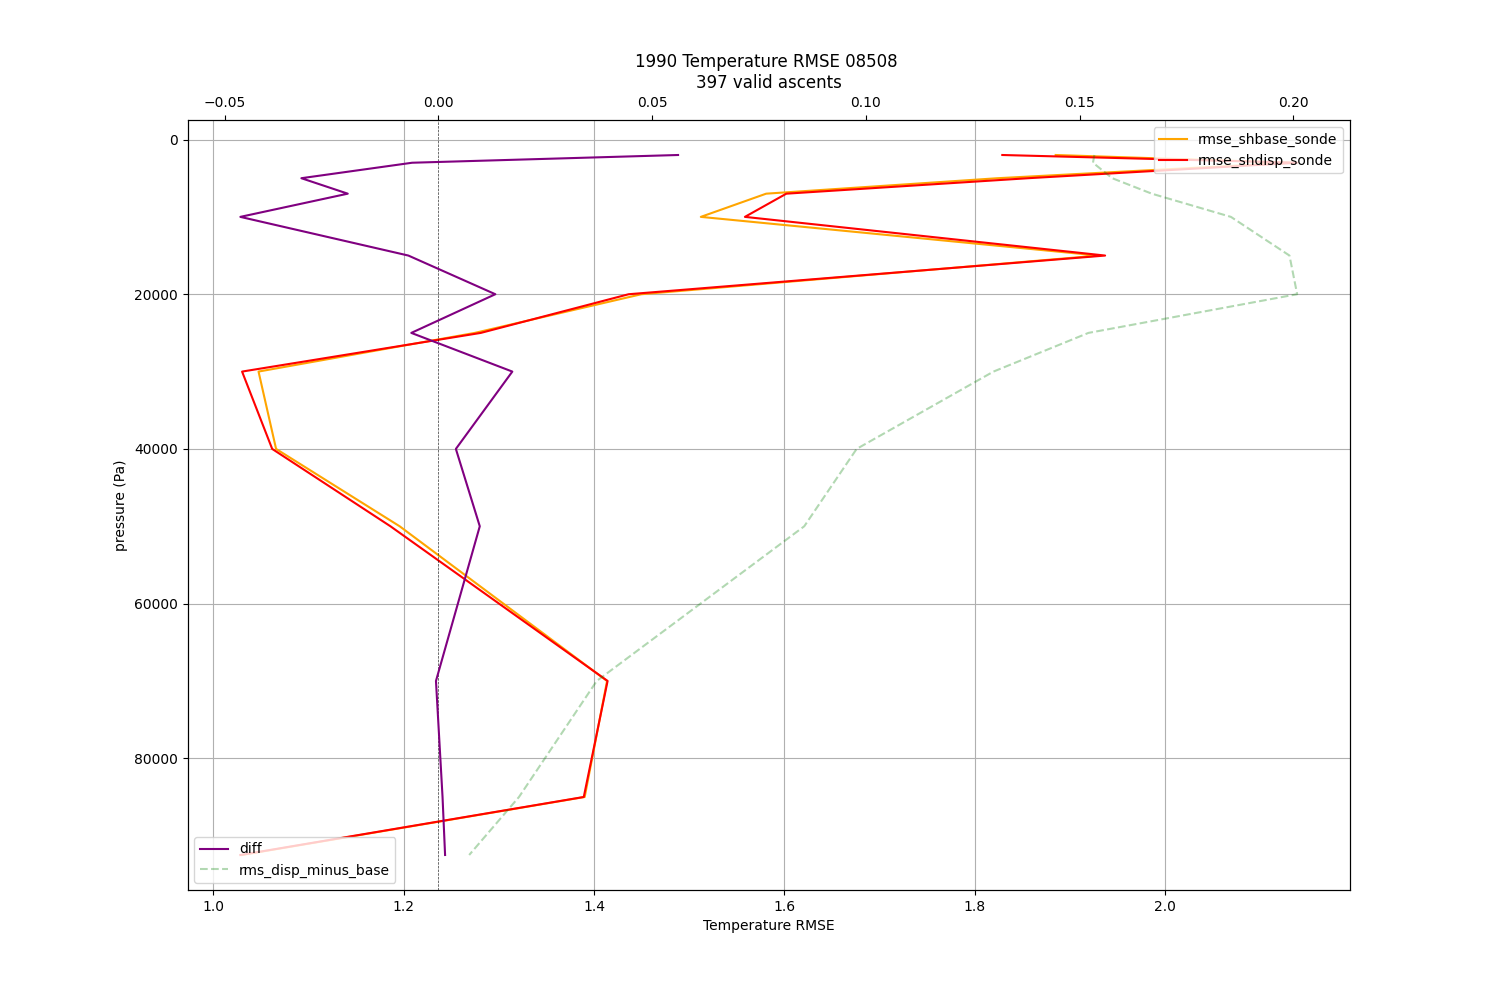 1990 Temperature RMSE 08508
397 valid ascents
−0.05 0.00 0.05 0.10 0.15 0.20
rmse_shbase_sonde
rmse_shdisp_sonde
0
20000
40000
60000
80000
pressure (Pa)
diff
rms_disp_minus_base
1.0 1.2 1.4 1.6 1.8 2.0
Temperature RMSE